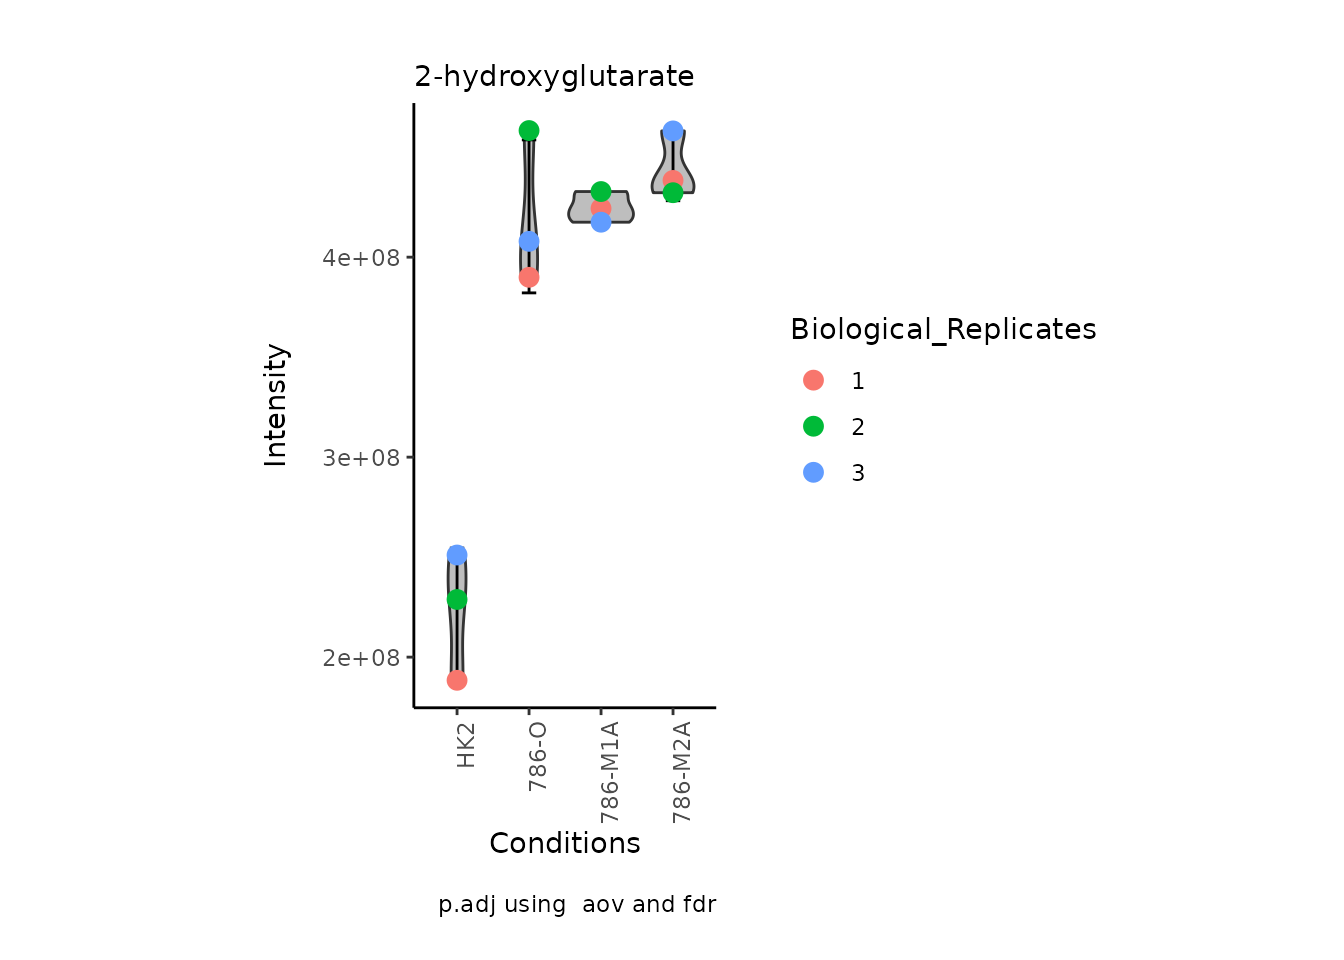 2-hydroxyglutarate
Intensity
4e+08
3e+08
2e+08
HK2
786-O
786-M1A
786-M2A
Conditions
p.adj using  aov and fdr
Biological_Replicates
1
2
3